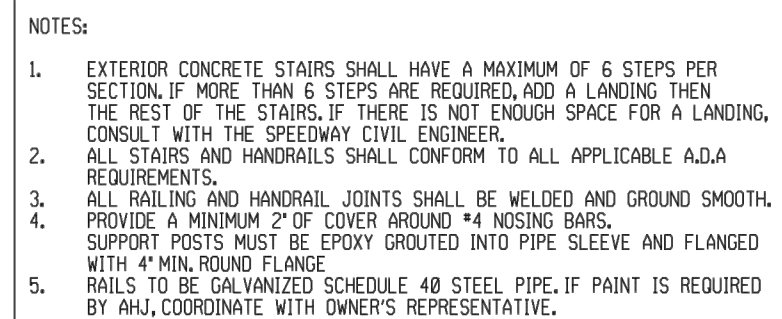 NOTES:
1. EXTERIOR CONCRETE STAIRS SHALL HAVE A MAXIMUM OF 6 STEPS PER
SECTION. IF MORE THAN 6 STEPS ARE REQUIRED, ADD A LANDING THEN
THE REST OF THE STAIRS. IF THERE IS NOT ENOUGH SPACE FOR A LANDING,
CONSULT WITH THE SPEEDWAY CIVIL ENGINEER.
2. ALL STAIRS AND HANDRAILS SHALL CONFORM TO ALL APPLICABLE A.D.A
REQUIREMENTS.
3. ALL RAILING AND HANDRAIL JOINTS SHALL BE WELDED AND GROUND SMOOTH.
4. PROVIDE A MINIMUM 2" OF COVER AROUND #4 NOSING BARS.
SUPPORT POSTS MUST BE EPOXY GROUTED INTO PIPE SLEEVE AND FLANGED
WITH 4" MIN. ROUND FLANGE
5. RAILS TO BE GALVANIZED SCHEDULE 40 STEEL PIPE. IF PAINT IS REQUIRED
BY AHJ, COORDINATE WITH OWNER'S REPRESENTATIVE.